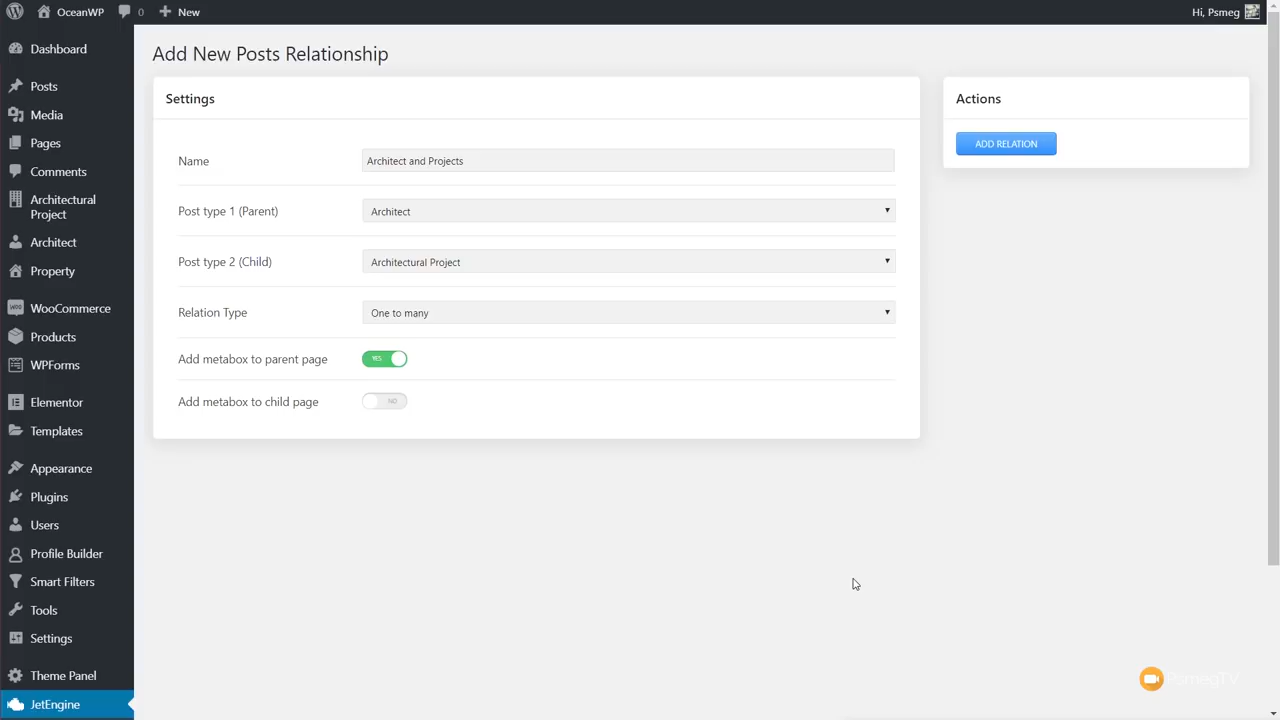 OceanWP
0
New
Hi, Psmeg
Dashboard
Posts
Media
Pages
Comments
Architectural
Project
Architect
Property
WooCommerce
Products
WPForms
Elementor
Templates
Appearance
Plugins
Users
Profile Builder
Smart Filters
Tools
Settings
Theme Panel
JetEngine
Add New Posts Relationship
Settings
Name
Architect and Projects
Post type 1 (Parent)
Architect
Post type 2 (Child)
Architectural Project
Relation Type
One to many
Add metabox to parent page
YES
Add metabox to child page
NO
Actions
ADD RELATION
PsmegTV